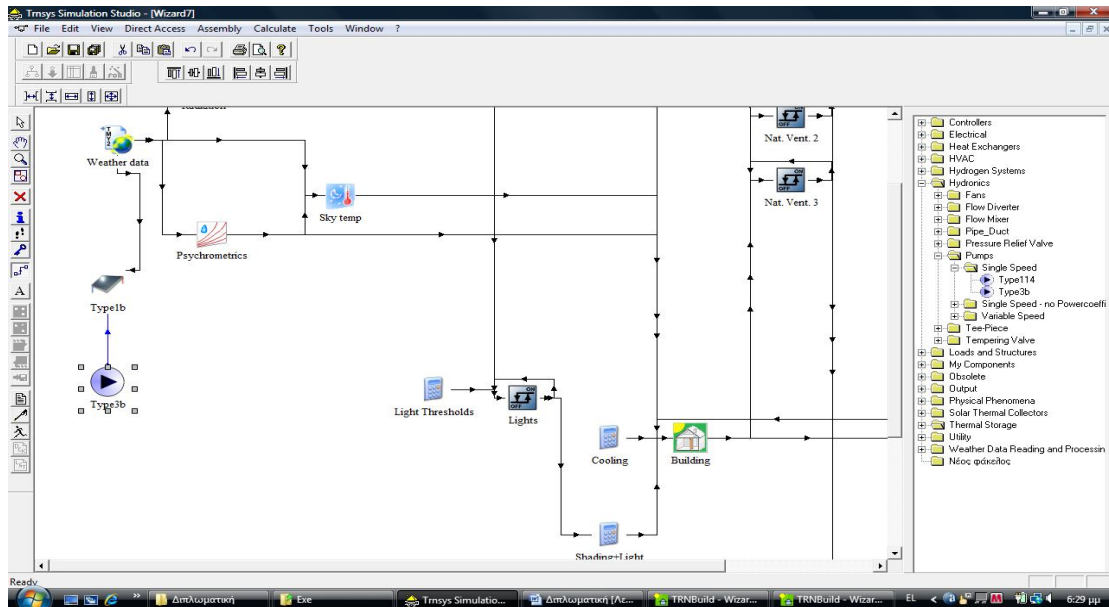 Trnsys Simulation Studio - [Wizard7]
File Edit View Direct Access Assembly Calculate Tools Window ?
Weather data
Sky temp
Psychrometrics
Type1b
Type3b
Light Thresholds
Lights
Cooling
Building
Shading+Light
Nat. Vent. 2
Nat. Vent. 3
Controllers
Electrical
Heat Exchangers
HVAC
Hydrogen Systems
Hydronics
Fans
Flow Diverter
Flow Mixer
Pipe_Duct
Pressure Relief Valve
Pumps
Single Speed
Type114
Type3b
Single Speed - no Powercoeffi
Variable Speed
Tee-Piece
Tempering Valve
Loads and Structures
My Components
Obsolete
Output
Physical Phenomena
Solar Thermal Collectors
Thermal Storage
Utility
Weather Data Reading and Processin
Νέος φάκελος
Ready
Διπλωματική
Exe
Trnsys Simulatio...
Διπλωματική [Λε...
TRNBuild - Wizar...
TRNBuild - Wizar...
EL
6:29 μμ